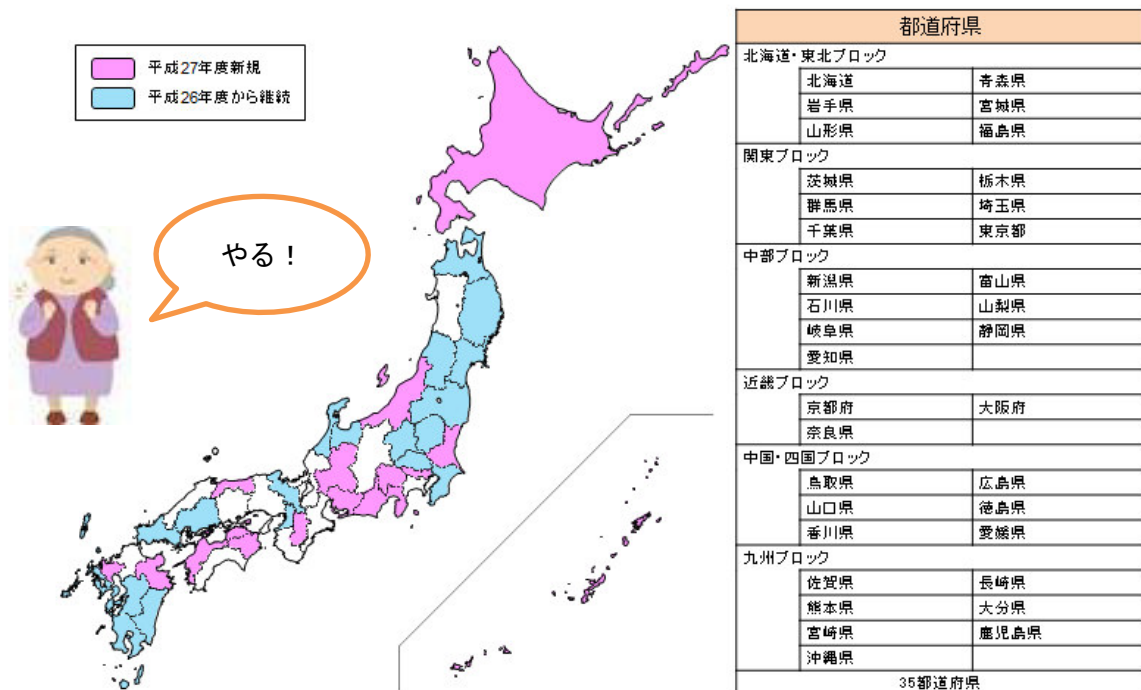 平成27年度新規
平成26年度から継続
やる！
都道府県
北海道・東北ブロック
北海道 青森県
岩手県 宮城県
山形県 福島県
関東ブロック
茨城県 栃木県
群馬県 埼玉県
千葉県 東京都
中部ブロック
新潟県 富山県
石川県 山梨県
岐阜県 静岡県
愛知県
近畿ブロック
京都府 大阪府
奈良県
中国・四国ブロック
鳥取県 広島県
山口県 徳島県
香川県 愛媛県
九州ブロック
佐賀県 長崎県
熊本県 大分県
宮崎県 鹿児島県
沖縄県
35都道府県